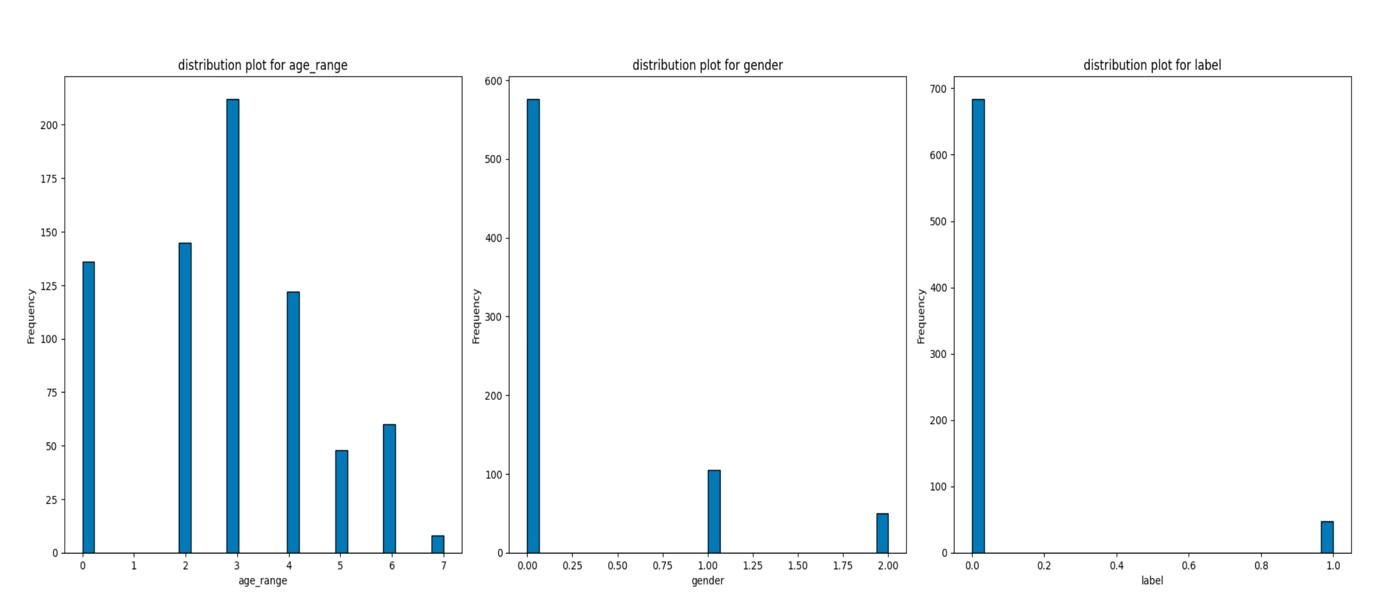 distribution plot for age_range
200
175
150
125
100
75
50
25
0
Frequency
0 1 2 3 4 5 6 7
age_range
distribution plot for gender
600
500
400
300
200
100
0
Frequency
0.00 0.25 0.50 0.75 1.00 1.25 1.50 1.75 2.00
gender
distribution plot for label
700
600
500
400
300
200
100
0
Frequency
0.0 0.2 0.4 0.6 0.8 1.0
label